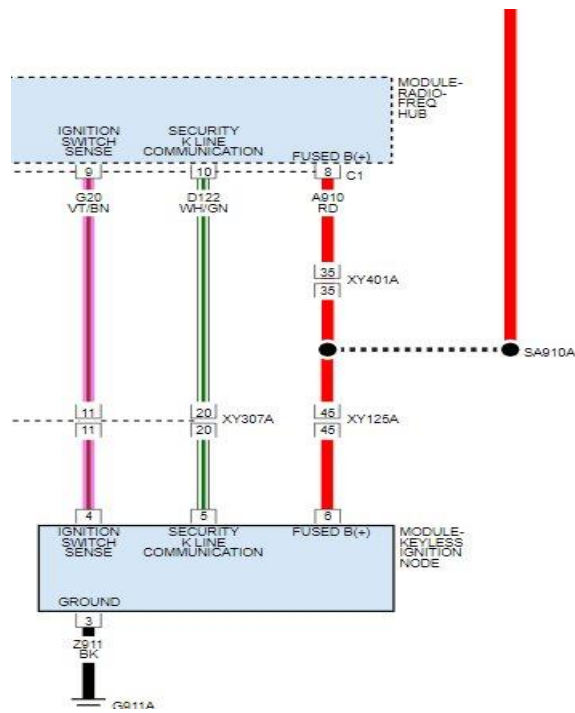 MODULE-
RADIO-
FREQ
HUB
IGNITION
SWITCH
SENSE
SECURITY
K LINE
COMMUNICATION
FUSED B(+)
9
10
8
C1
G20
VT/BN
D122
WH/GN
A910
RD
35
35
XY401A
SA910A
11
11
20
20
XY307A
45
45
XY125A
4
5
6
IGNITION
SWITCH
SENSE
SECURITY
K LINE
COMMUNICATION
FUSED B(+)
MODULE-
KEYLESS
IGNITION
NODE
GROUND
3
Z911
BK
G911A